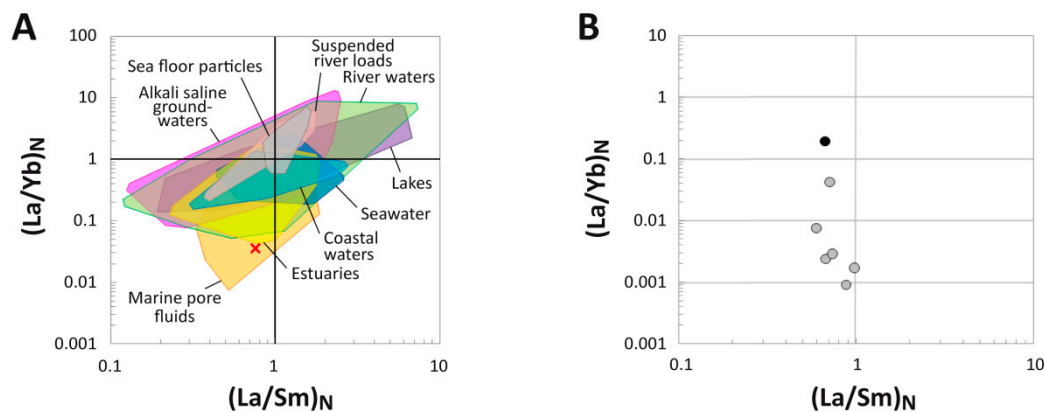 A
100
10
1
0.1
0.01
0.001
(La/Yb)N
Sea floor particles
Suspended
river loads
River waters
Alkali saline
ground-
waters
Lakes
Seawater
Coastal
waters
Estuaries
Marine pore
fluids
0.1
1
10
(La/Sm)N
B
10
1
0.1
0.01
0.001
0.0001
(La/Yb)N
0.1
1
10
(La/Sm)N